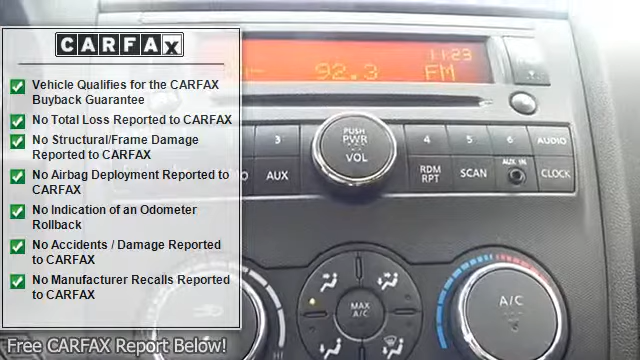 CARFAX
Vehicle Qualifies for the CARFAX
Buyback Guarantee
No Total Loss Reported to CARFAX
No Structural/Frame Damage
Reported to CARFAX
No Airbag Deployment Reported to
CARFAX
No Indication of an Odometer
Rollback
No Accidents / Damage Reported
to CARFAX
No Manufacturer Recalls Reported
to CARFAX
Free CARFAX Report Below!
11:23
92.3 FM
3
PUSH
PWR
VOL
4
5
6
AUDIO
AUX
RDM
RPT
SCAN
AUX IN
CLOCK
MAX
A/C
A/C